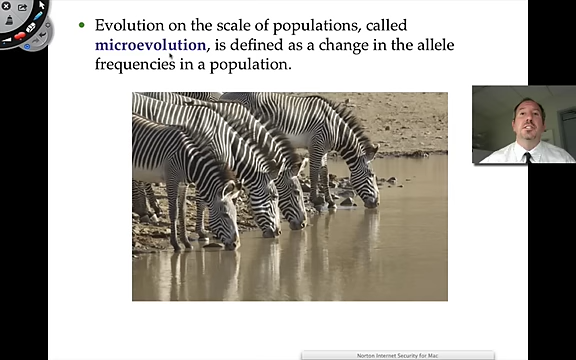 • Evolution on the scale of populations, called
microevolution, is defined as a change in the allele
frequencies in a population.
Norton Internet Security for Mac